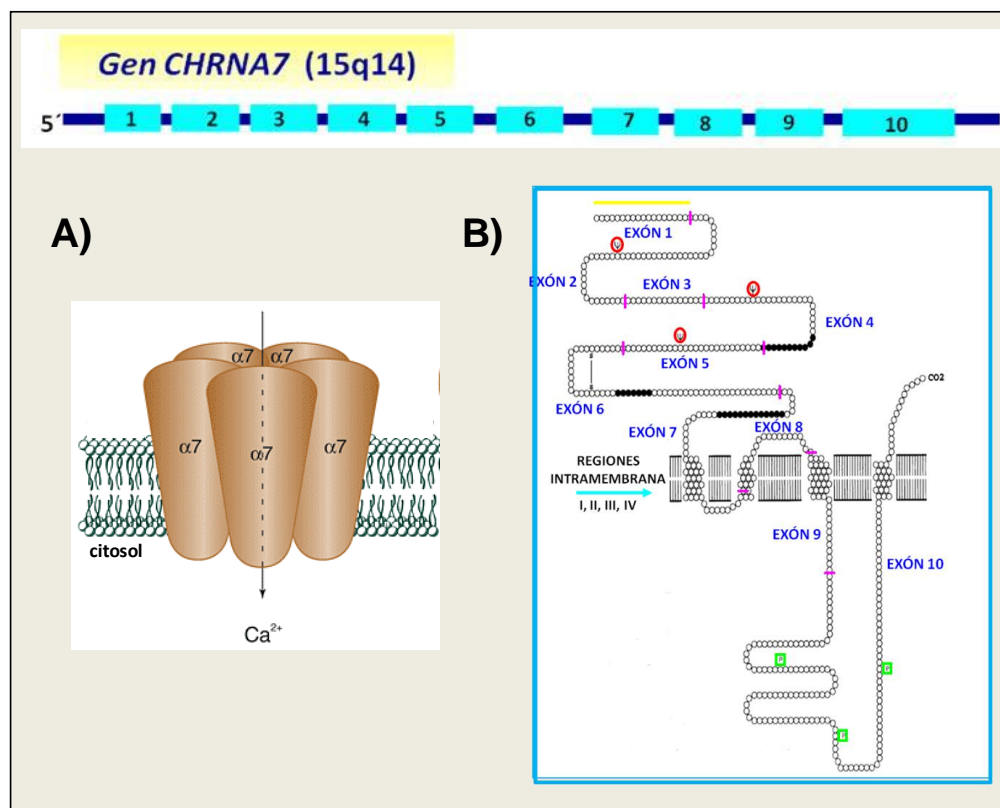 Gen CHRNA7 (15q14)
5´
1 2 3 4 5 6 7 8 9 10
A)
α7 α7
α7 α7 α7
citosol
Ca²⁺
B)
EXÓN 1
EXÓN 2
EXÓN 3
EXÓN 4
EXÓN 5
EXÓN 6
EXÓN 7
EXÓN 8
CO2
REGIONES
INTRAMEMBRANA
I, II, III, IV
EXÓN 9
EXÓN 10
P
P
P